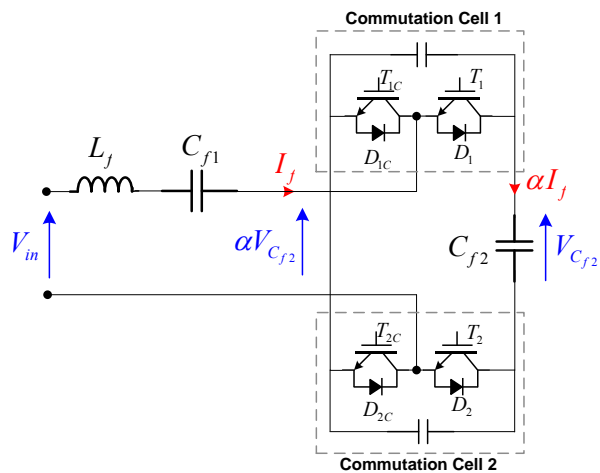 Commutation Cell 1
T1C
T1
D1C
D1
Lf
Cf1
If
αIf
Vin
αVCf2
Cf2
VCf2
T2C
T2
D2C
D2
Commutation Cell 2